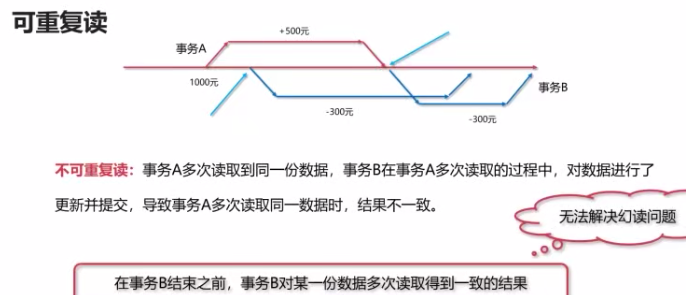 可重复读
+500元
事务A
1000元
事务B
-300元
-300元
不可重复读：事务A多次读取到同一份数据，事务B在事务A多次读取的过程中，对数据进行了
更新并提交，导致事务A多次读取同一数据时，结果不一致。
无法解决幻读问题
在事务B结束之前，事务B对某一份数据多次读取得到一致的结果